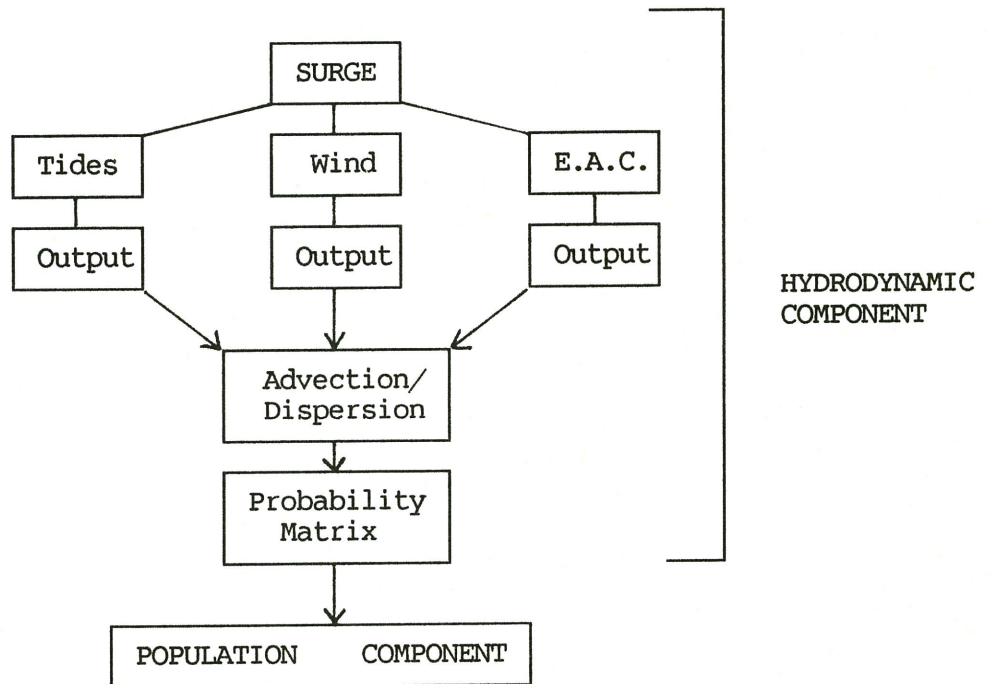 SURGE
Tides
Wind
E.A.C.
Output
Output
Output
HYDRODYNAMIC
COMPONENT
Advection/
Dispersion
Probability
Matrix
POPULATION COMPONENT